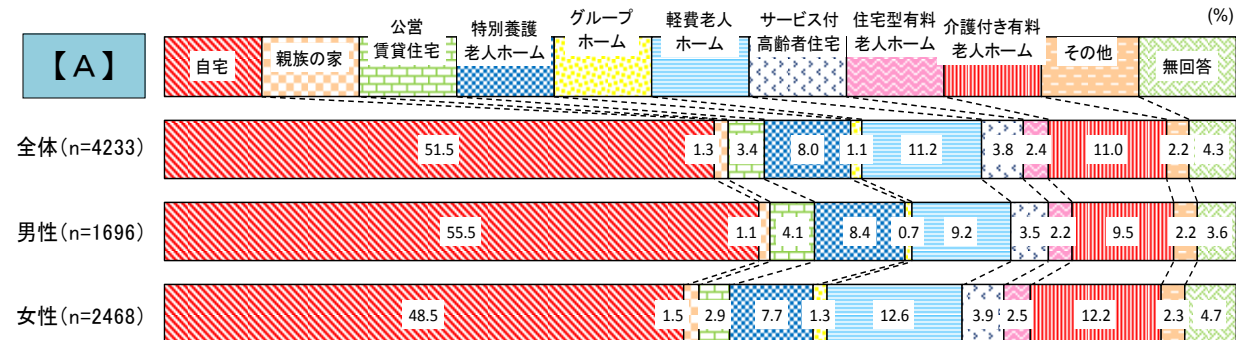 (%)
【A】
自宅
親族の家
公営
賃貸住宅
特別養護
老人ホーム
グループ
ホーム
軽費老人
ホーム
サービス付
高齢者住宅
住宅型有料
老人ホーム
介護付き有料
老人ホーム
その他
無回答
全体(n=4233)
51.5
1.3
3.4
8.0
1.1
11.2
3.8
2.4
11.0
2.2
4.3
男性(n=1696)
55.5
1.1
4.1
8.4
0.7
9.2
3.5
2.2
9.5
2.2
3.6
女性(n=2468)
48.5
1.5
2.9
7.7
1.3
12.6
3.9
2.5
12.2
2.3
4.7